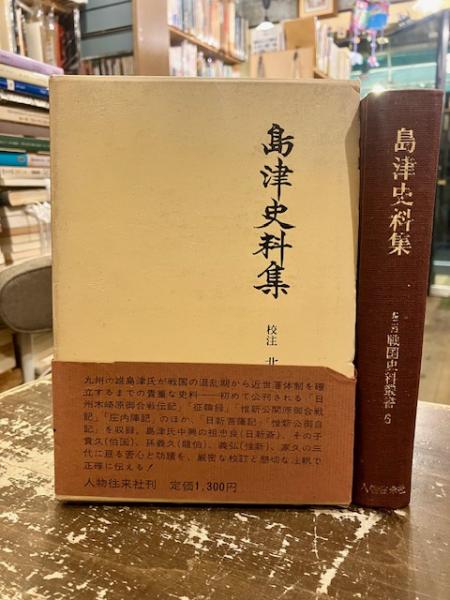 島津史料集
校注 北
九州の雄島津氏が戦国の混乱期から近世藩体制を確
立するまでの貴重な史料――初めて公刊される「日
州木崎原御合戦伝記」「征韓録」「惟新公関原御合戦
記」「庄内陣記」のほか、「日新菩薩記」「惟新公御自
記」を収録。島津氏中興の祖忠良(日新斎)、その子
貴久(伯囿)、孫義久(龍伯)、義弘(惟新)、家久の三
代に亘る苦心と功績を、厳密な校訂と懇切な上欄で
正確に伝える!
人物往来社刊 定価1,300円
島津史料集
戦国史料叢書 6
人物往来社